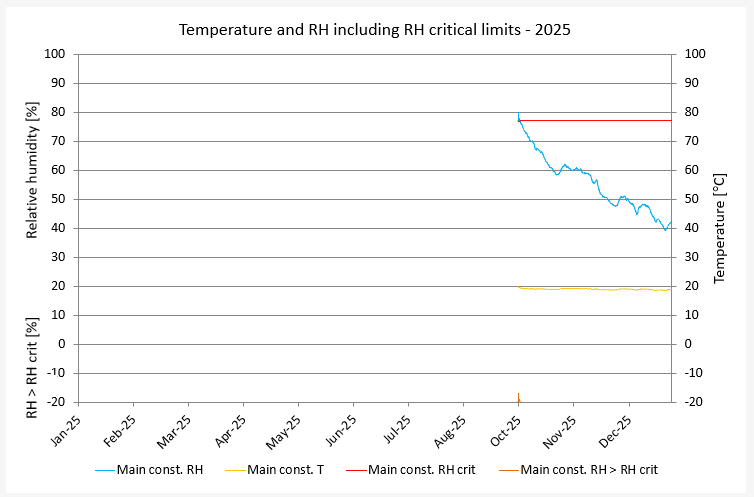 Temperature and RH including RH critical limits - 2025
Relative humidity [%]
RH > RH crit [%]
100
90
80
70
60
50
40
30
20
10
0
-10
-20
100
90
80
70
60
50
40
30
20
10
0
-10
-20
Temperature [°C]
Jan-25
Feb-25
Mar-25
Apr-25
May-25
Jun-25
Jul-25
Aug-25
Oct-25
Nov-25
Dec-25
Main const. RH
Main const. T
Main const. RH crit
Main const. RH > RH crit